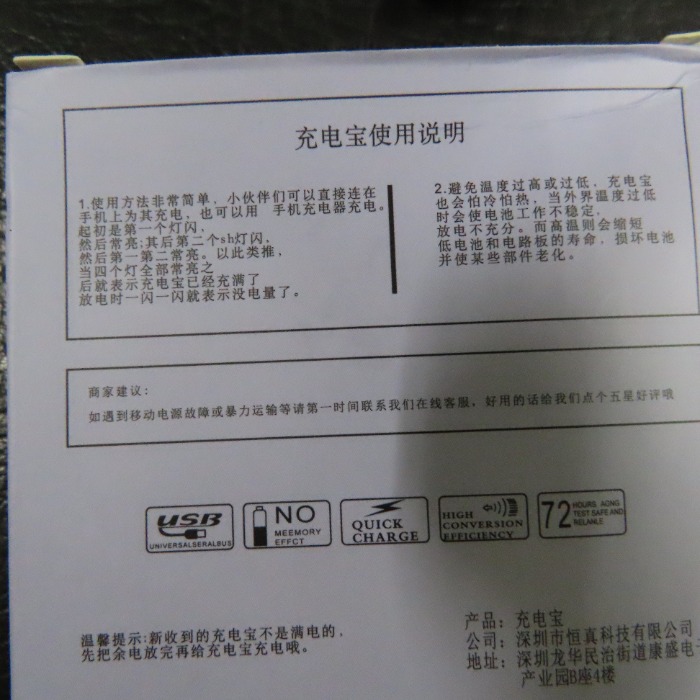 充电宝使用说明
1.使用方法非常简单，小伙伴们可以直接连在
手机上为其充电，也可以用 手机充电器充电。
起初是第一个灯闪，
然后常亮;其后第二个sh灯闪，
然后第一第二常亮。以此类推，
当四个灯全部常亮之
后就表示充电宝已经充满了
放电时一闪一闪就表示没电量了。
2.避免温度过高或过低，充电宝
也会怕冷怕热，当外界温度过低
时会使电池工作不稳定，
放电不充分。而高温则会缩短
低电池和电路板的寿命，损坏电池
并使某些部件老化。
商家建议：
如遇到移动电源故障或暴力运输等请第一时间联系我们在线客服，好用的话给我们点个五星好评哦
USB
UNIVERSALSERALBUS
NO
MEEMORY
EFFCT
QUICK
CHARGE
HIGH
CONVERSION
EFFICIENCY
72
HOURS, AGNG
TEST SAFE AND
RELANLE
温馨提示:新收到的充电宝不是满电的，
先把余电放完再给充电宝充电哦。
产品：充电宝
公司：深圳市恒真科技有限公司
地址：深圳龙华民治街道康盛电子
产业园B座4楼